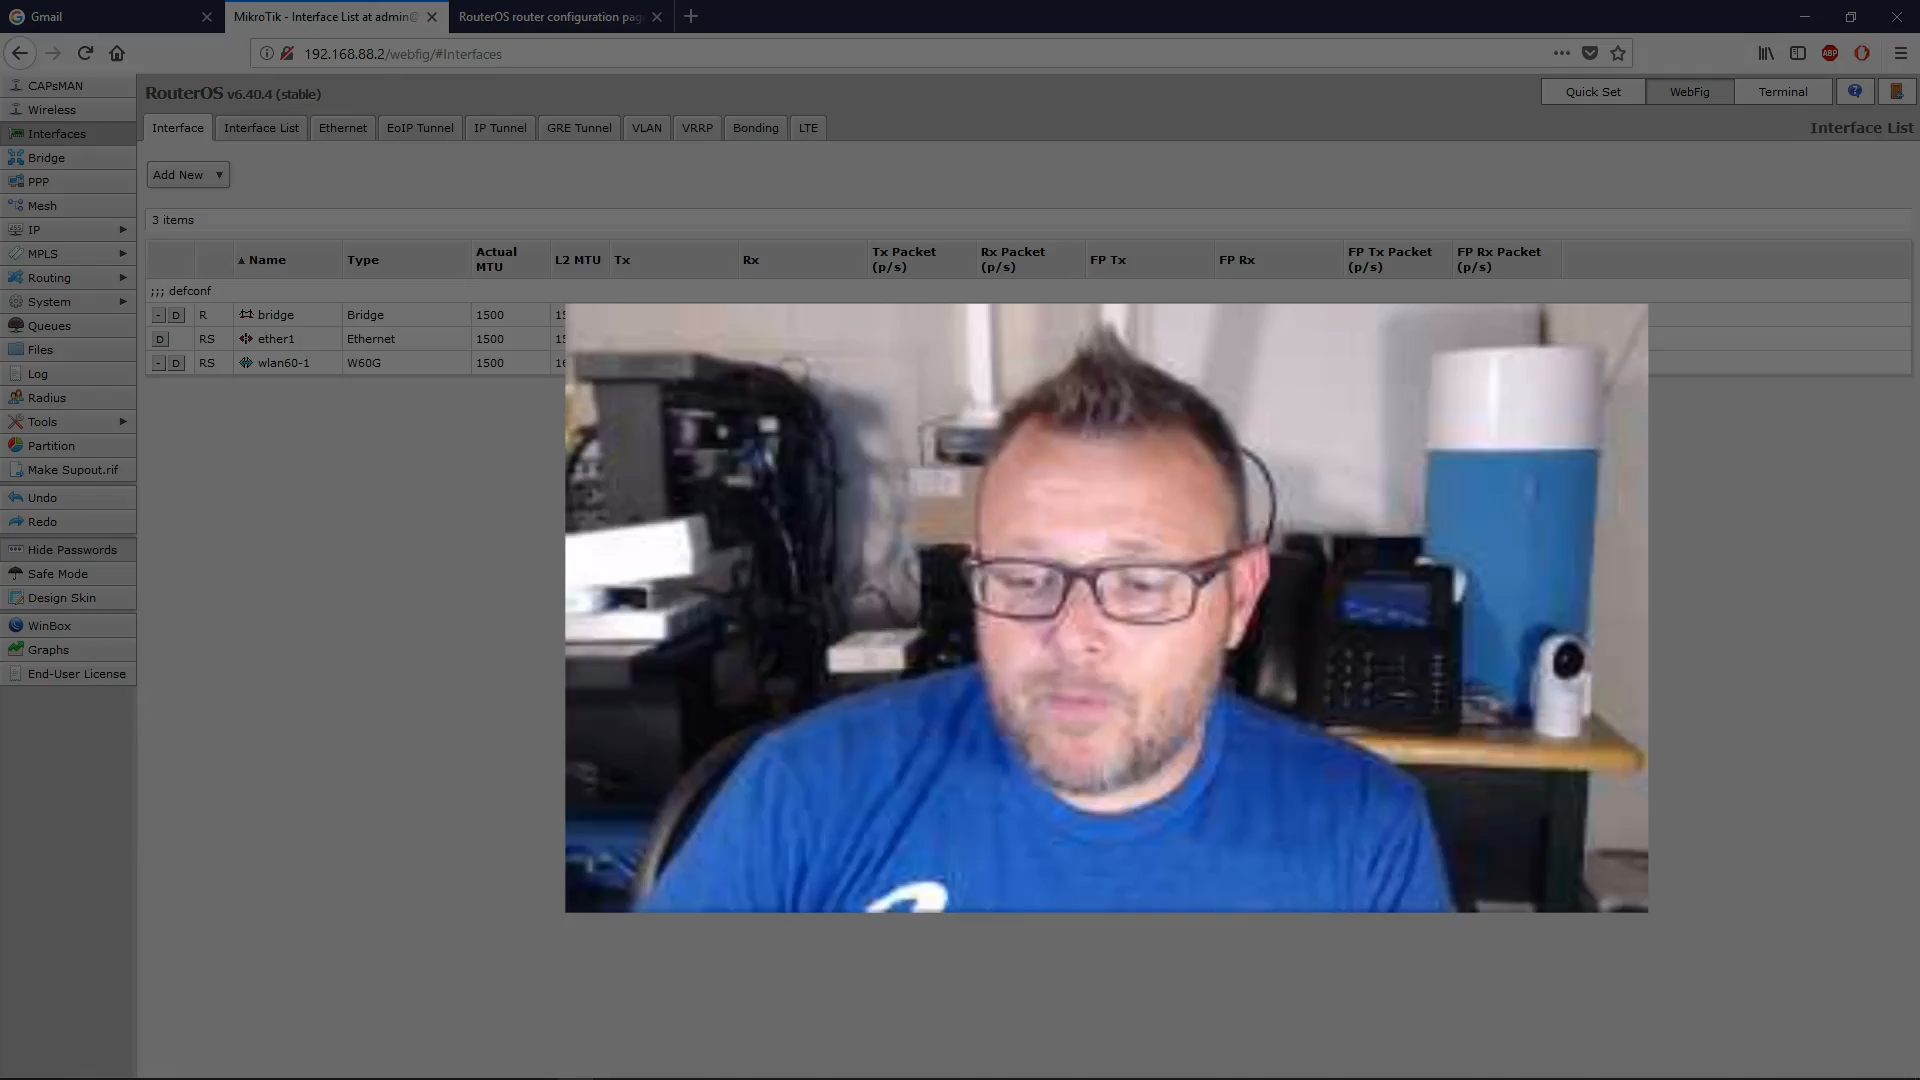 Gmail
MikroTik - Interface List at admin@
RouterOS router configuration pag
192.168.88.2/webfig/#Interfaces
ABP
CAPsMAN
Wireless
Interfaces
Bridge
PPP
Mesh
IP
MPLS
Routing
System
Queues
Files
Log
Radius
Tools
Partition
Make Supout.rif
Undo
Redo
Hide Passwords
Safe Mode
Design Skin
WinBox
Graphs
End-User License
RouterOS v6.40.4 (stable)
Quick Set
WebFig
Terminal
Interface
Interface List
Ethernet
EoIP Tunnel
IP Tunnel
GRE Tunnel
VLAN
VRRP
Bonding
LTE
Interface List
Add New ▼
3 items
▲ Name Type Actual MTU L2 MTU Tx Rx Tx Packet (p/s) Rx Packet (p/s) FP Tx FP Rx FP Tx Packet (p/s) FP Rx Packet (p/s)
;;; defconf
- D R bridge Bridge 1500
D RS ether1 Ethernet 1500
- D RS wlan60-1 W60G 1500